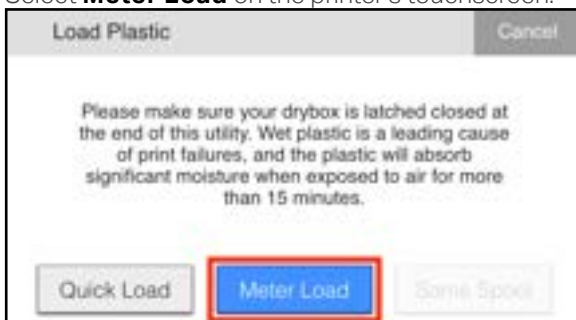 Select Meter Load on the printer's touchscreen.
Load Plastic Cancel
Please make sure your drybox is latched closed at
the end of this utility. Wet plastic is a leading cause
of print failures, and the plastic will absorb
significant moisture when exposed to air for more
than 15 minutes.
Quick Load Meter Load Same Spool